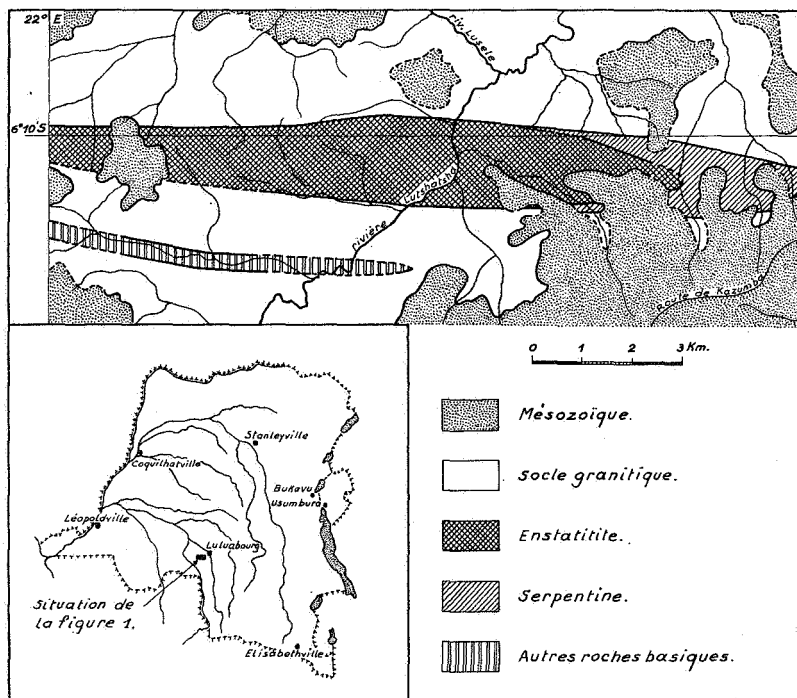 22° E
riv. Lusele
6°10'S
rivière
Lutshatsha
route de Kazumba
0 1 2 3 Km.
Mésozoïque.
Socle granitique.
Enstatitite.
Serpentine.
Autres roches basiques.
Stanleyville
Coquilhatville
Bukavu
Usumbura
Léopoldville
Luluabourg
Situation de
la figure 1.
Elisabethville